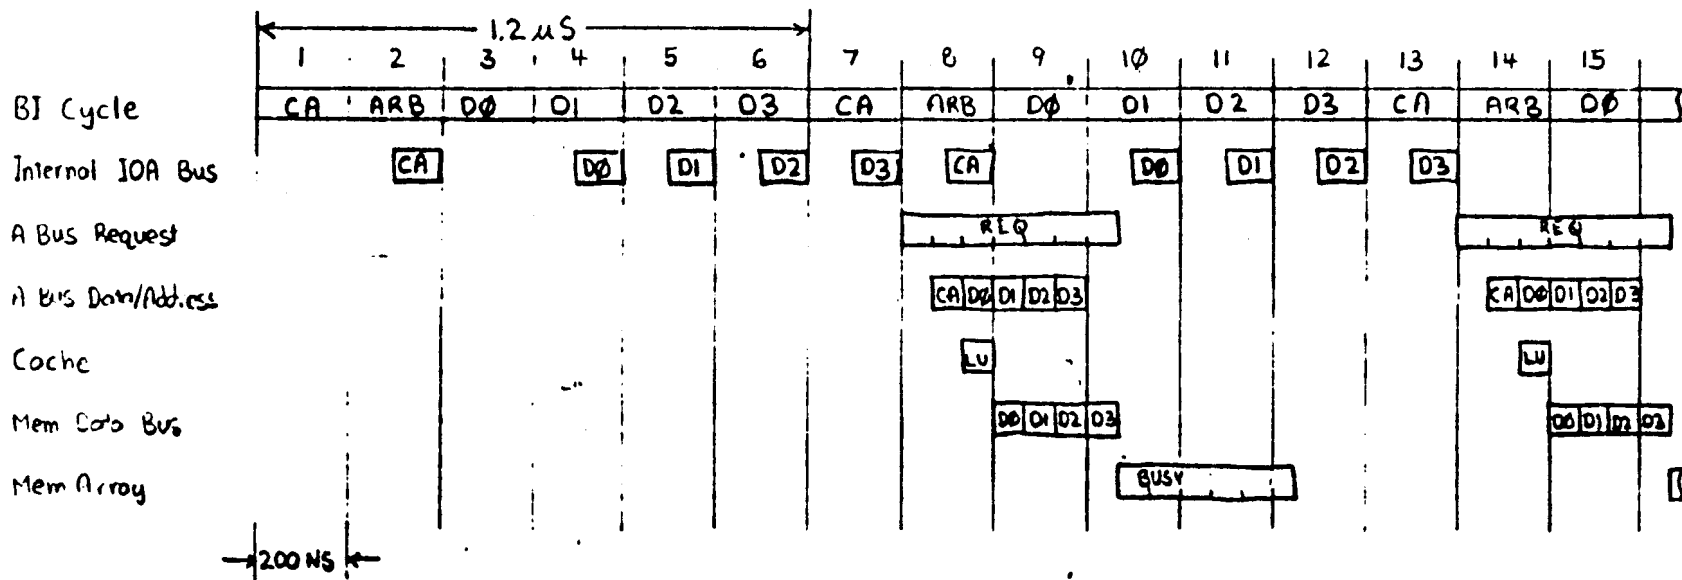 1.2 µS
1 2 3 4 5 6 7 8 9 1Ø 11 12 13 14 15
BI Cycle CA ARB DØ D1 D2 D3 CA ARB DØ D1 D2 D3 CA ARB DØ
Internal IOA Bus CA DØ D1 D2 D3 CA DØ D1 D2 D3
A Bus Request REQ REQ
A Bus Data/Address CA DØ D1 D2 D3 CA DØ D1 D2 D3
Cache LU LU
Mem Data Bus DØ D1 D2 D3 DØ D1 D2 D3
Mem Array BUSY
200 NS